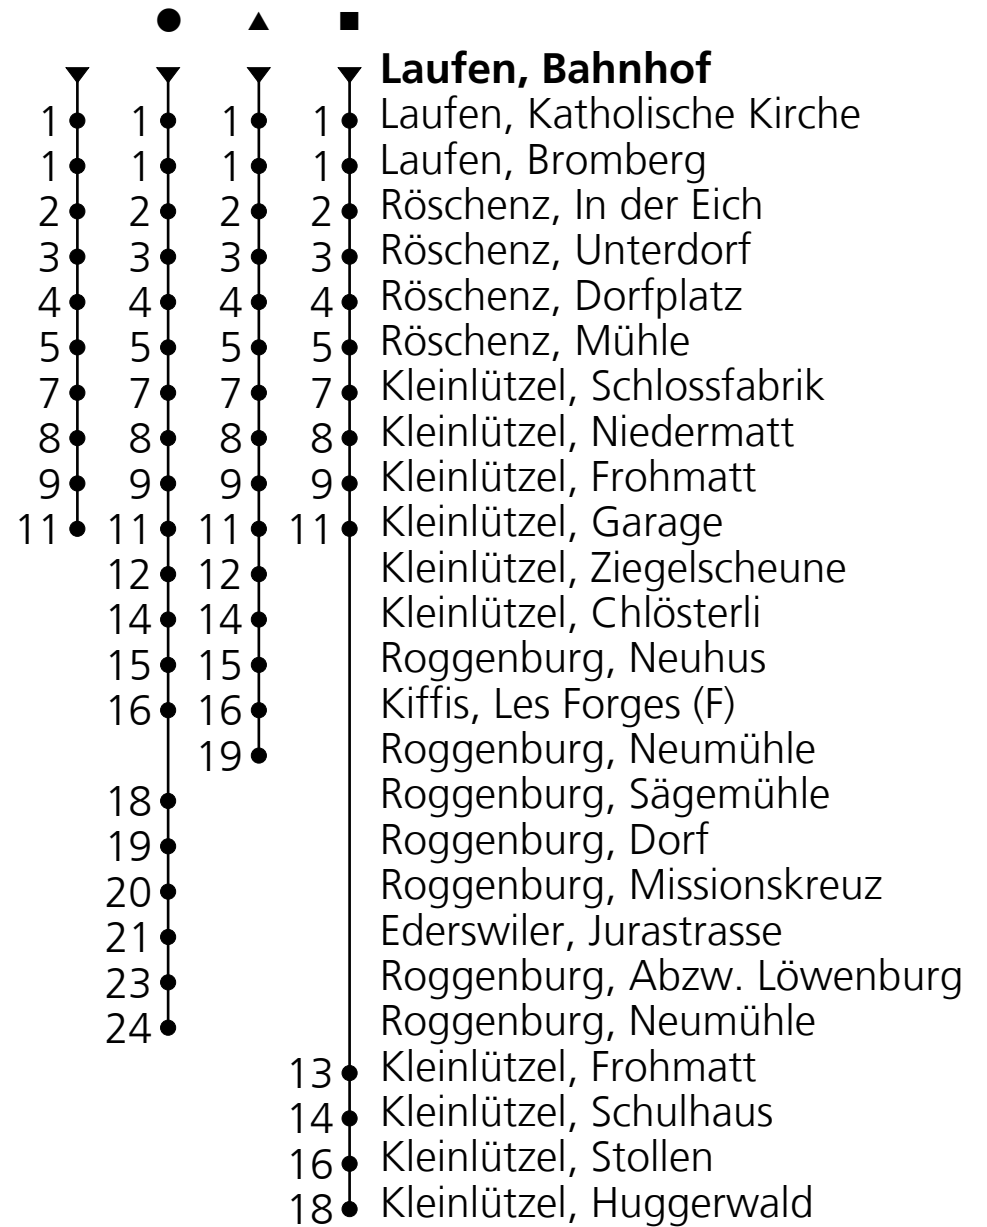 Laufen, Bahnhof
1 1 1 1 Laufen, Katholische Kirche
1 1 1 1 Laufen, Bromberg
2 2 2 2 Röschenz, In der Eich
3 3 3 3 Röschenz, Unterdorf
4 4 4 4 Röschenz, Dorfplatz
5 5 5 5 Röschenz, Mühle
7 7 7 7 Kleinlützel, Schlossfabrik
8 8 8 8 Kleinlützel, Niedermatt
9 9 9 9 Kleinlützel, Frohmatt
11 11 11 11 Kleinlützel, Garage
12 12 Kleinlützel, Ziegelscheune
14 14 Kleinlützel, Chlösterli
15 15 Roggenburg, Neuhus
16 16 Kiffis, Les Forges (F)
19 Roggenburg, Neumühle
18 Roggenburg, Sägemühle
19 Roggenburg, Dorf
20 Roggenburg, Missionskreuz
21 Ederswiler, Jurastrasse
23 Roggenburg, Abzw. Löwenburg
24 Roggenburg, Neumühle
13 Kleinlützel, Frohmatt
14 Kleinlützel, Schulhaus
16 Kleinlützel, Stollen
18 Kleinlützel, Huggerwald